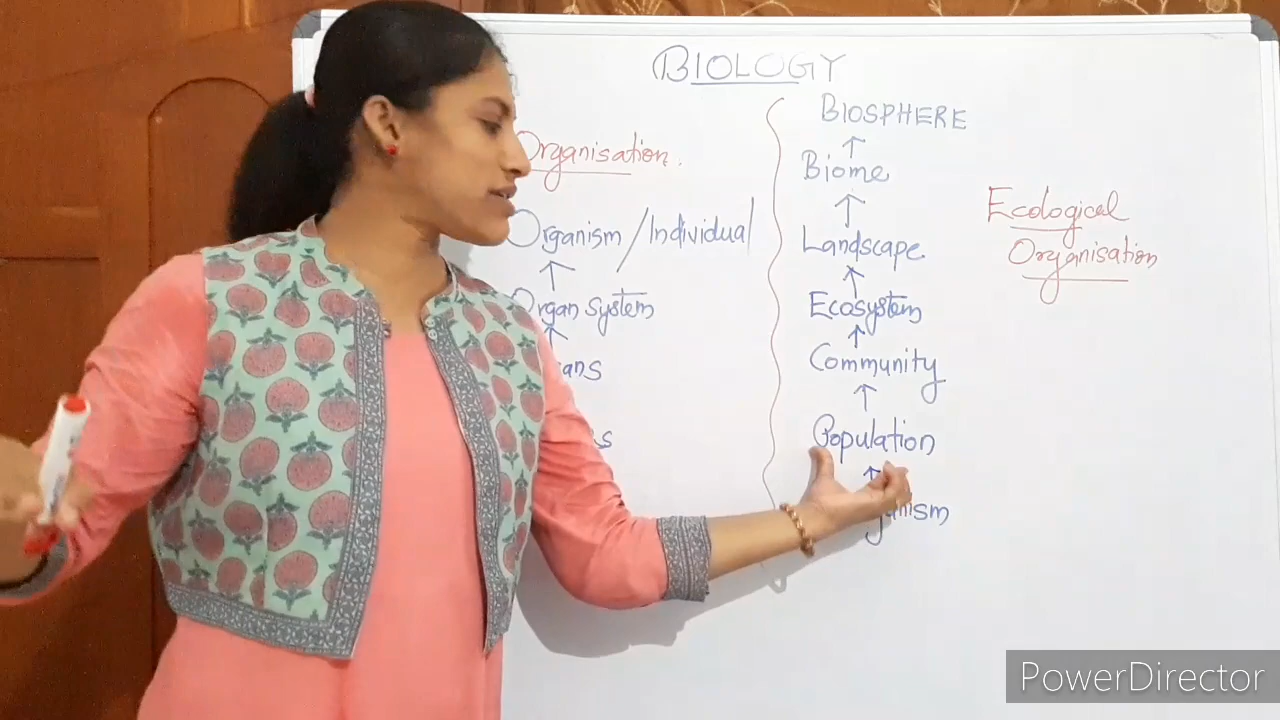 BIOLOGY
Organisation.
Organism / Individual
Organ system
BIOSPHERE
↑
Biome
↑
Landscape
↑
Ecosystem
↑
Community
↑
Population
↑
Ecological
Organisation
PowerDirector